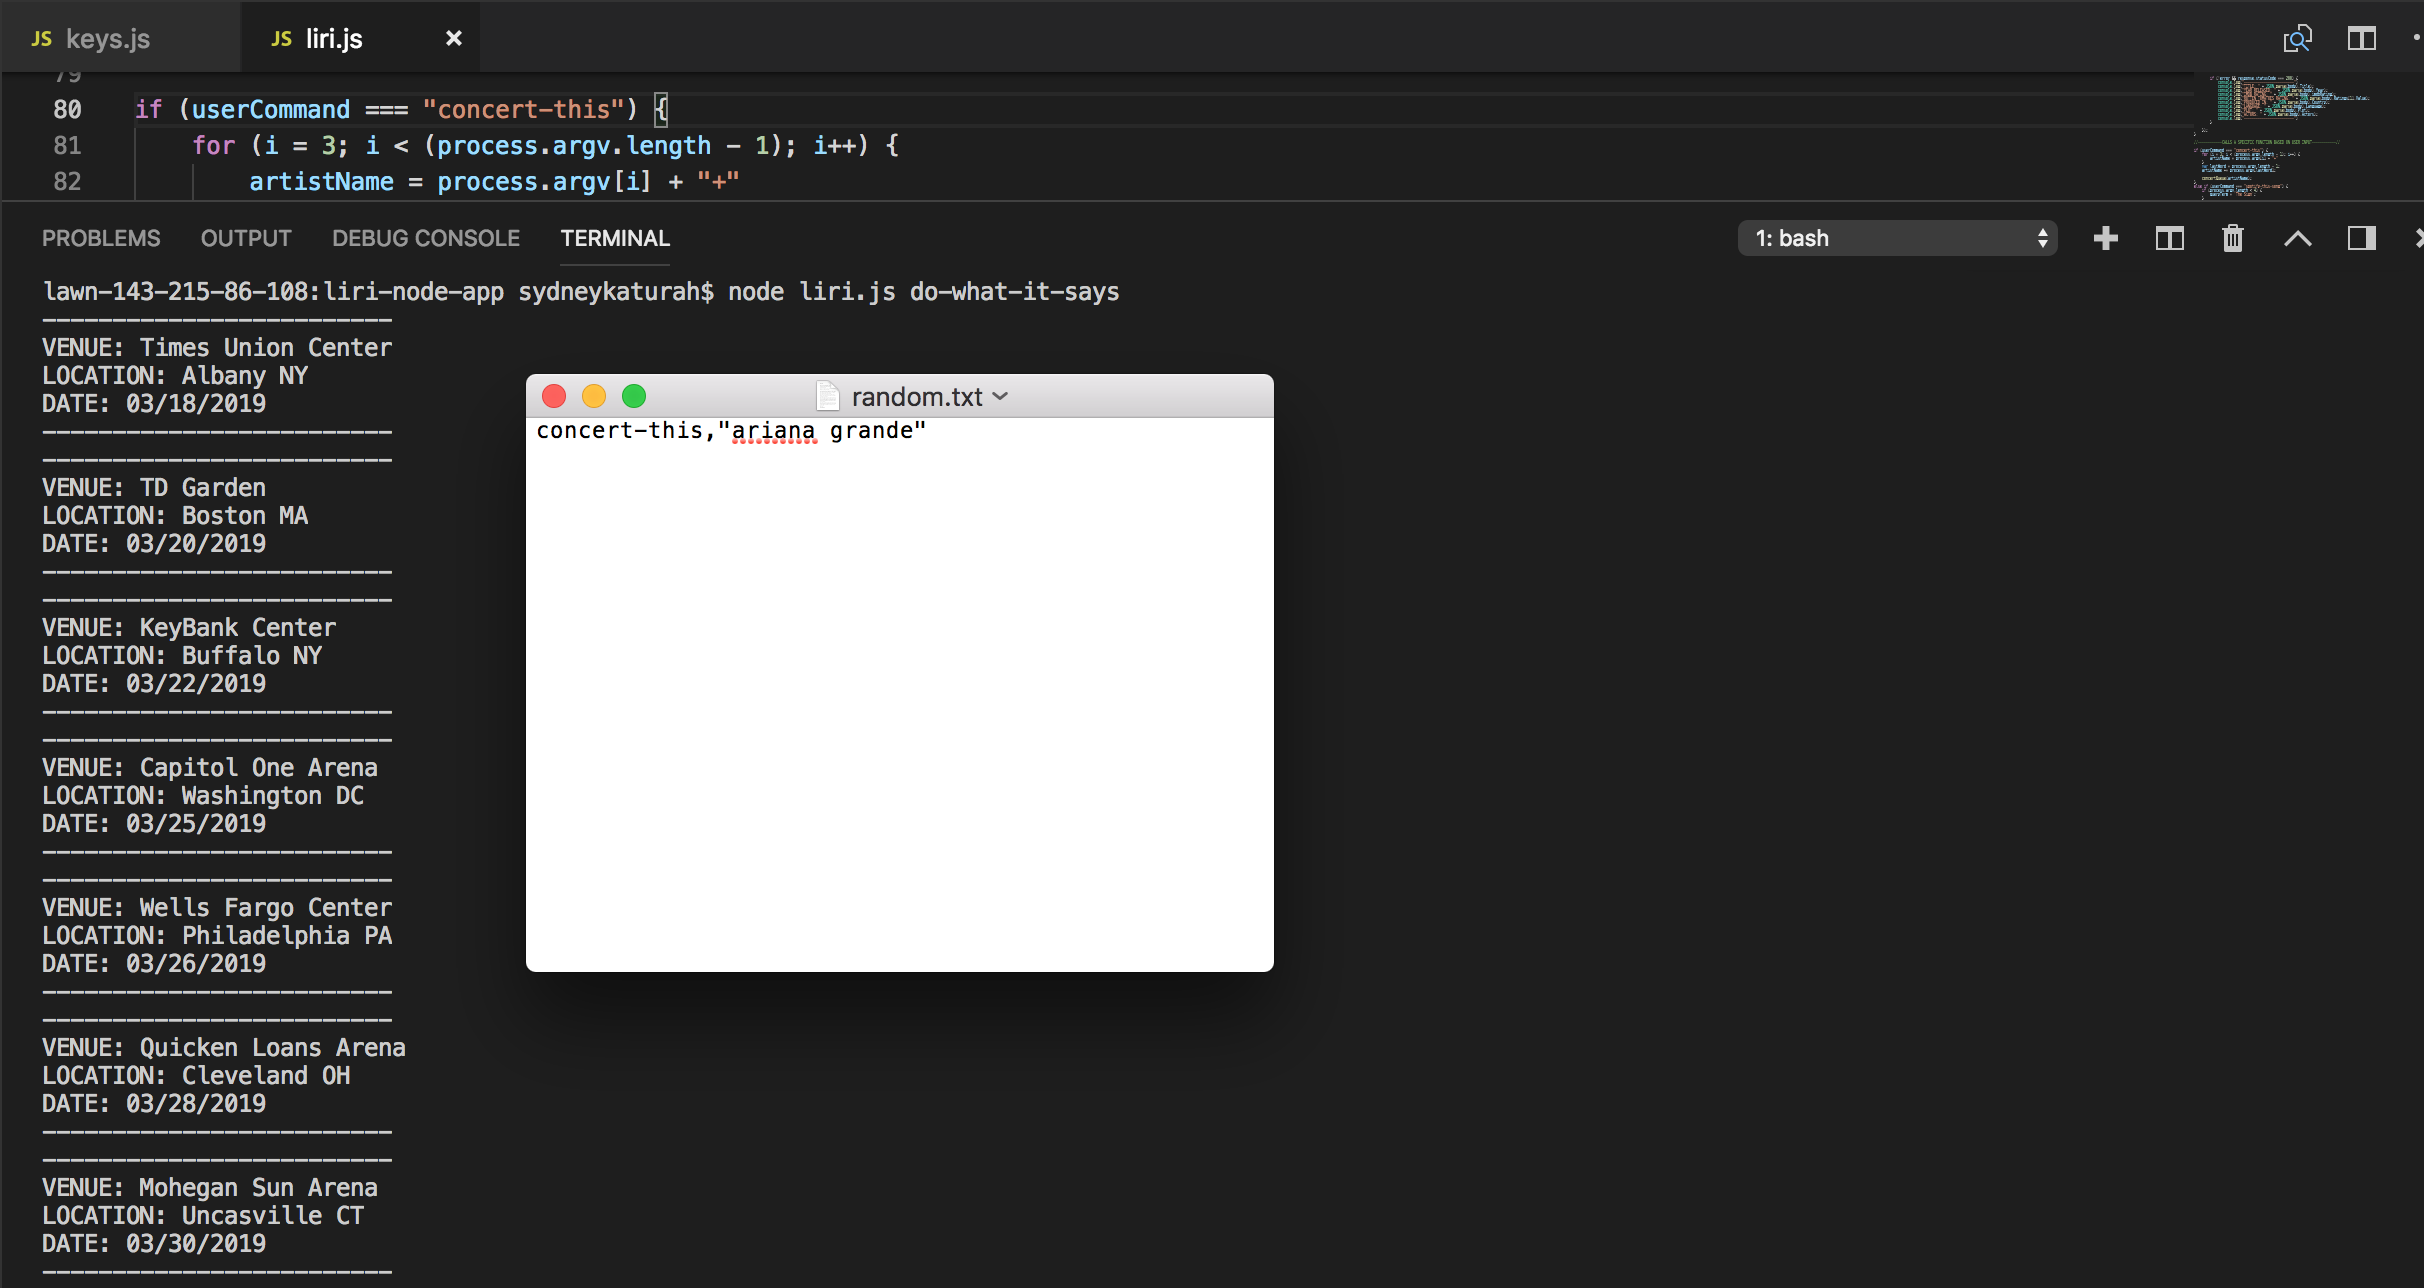 JS keys.js
JS liri.js ×
79
80 if (userCommand === "concert-this") {
81 for (i = 3; i < (process.argv.length - 1); i++) {
82 artistName = process.argv[i] + "+"
PROBLEMS OUTPUT DEBUG CONSOLE TERMINAL 1: bash
lawn-143-215-86-108:liri-node-app sydneykaturah$ node liri.js do-what-it-says
-------------------------
VENUE: Times Union Center
LOCATION: Albany NY
DATE: 03/18/2019
-------------------------
-------------------------
VENUE: TD Garden
LOCATION: Boston MA
DATE: 03/20/2019
-------------------------
-------------------------
VENUE: KeyBank Center
LOCATION: Buffalo NY
DATE: 03/22/2019
-------------------------
-------------------------
VENUE: Capitol One Arena
LOCATION: Washington DC
DATE: 03/25/2019
-------------------------
-------------------------
VENUE: Wells Fargo Center
LOCATION: Philadelphia PA
DATE: 03/26/2019
-------------------------
-------------------------
VENUE: Quicken Loans Arena
LOCATION: Cleveland OH
DATE: 03/28/2019
-------------------------
-------------------------
VENUE: Mohegan Sun Arena
LOCATION: Uncasville CT
DATE: 03/30/2019
-------------------------
random.txt
concert-this,"ariana grande"